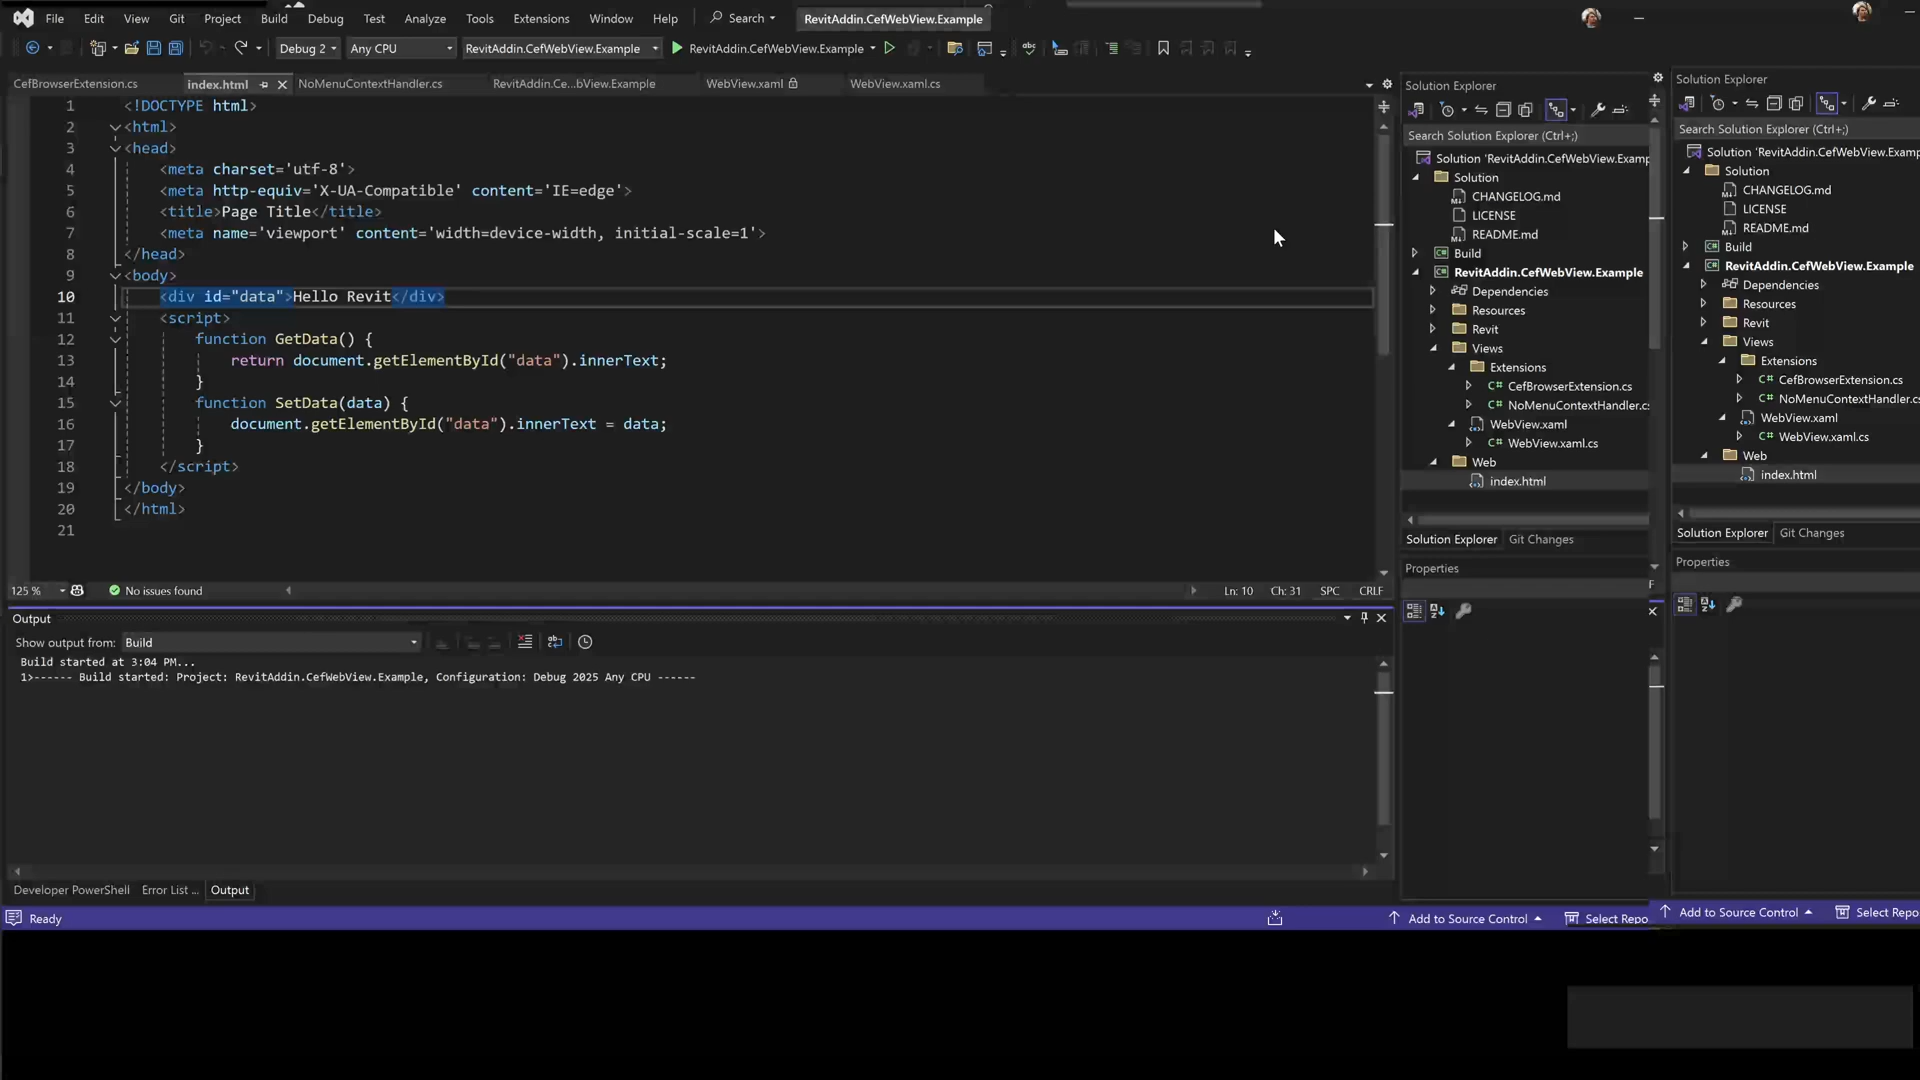 File Edit View Git Project Build Debug Test Analyze Tools Extensions Window Help Search RevitAddin.CefWebView.Example
Debug 2 Any CPU RevitAddin.CefWebView.Example RevitAddin.CefWebView.Example
CefBrowserExtension.cs index.html NoMenuContextHandler.cs RevitAddin.Ce...bView.Example WebView.xaml WebView.xaml.cs
1 <!DOCTYPE html>
2 <html>
3 <head>
4 <meta charset='utf-8'>
5 <meta http-equiv='X-UA-Compatible' content='IE=edge'>
6 <title>Page Title</title>
7 <meta name='viewport' content='width=device-width, initial-scale=1'>
8 </head>
9 <body>
10 <div id="data">Hello Revit</div>
11 <script>
12 function GetData() {
13 return document.getElementById("data").innerText;
14 }
15 function SetData(data) {
16 document.getElementById("data").innerText = data;
17 }
18 </script>
19 </body>
20 </html>
21
125 % No issues found Ln: 10 Ch: 31 SPC CRLF
Output
Show output from: Build
Build started at 3:04 PM...
1>------ Build started: Project: RevitAddin.CefWebView.Example, Configuration: Debug 2025 Any CPU ------
Developer PowerShell Error List ... Output
Ready
Solution Explorer
Search Solution Explorer (Ctrl+;)
Solution 'RevitAddin.CefWebView.Examp
Solution
CHANGELOG.md
LICENSE
README.md
Build
RevitAddin.CefWebView.Example
Dependencies
Resources
Revit
Views
Extensions
CefBrowserExtension.cs
NoMenuContextHandler.cs
WebView.xaml
WebView.xaml.cs
Web
index.html
Solution Explorer Git Changes
Properties
Add to Source Control Select Repo
Solution Explorer
Search Solution Explorer (Ctrl+;)
Solution 'RevitAddin.CefWebView.Examp
Solution
CHANGELOG.md
LICENSE
README.md
Build
RevitAddin.CefWebView.Example
Dependencies
Resources
Revit
Views
Extensions
CefBrowserExtension.cs
NoMenuContextHandler.cs
WebView.xaml
WebView.xaml.cs
Web
index.html
Solution Explorer Git Changes
Properties
Add to Source Control Select Repo